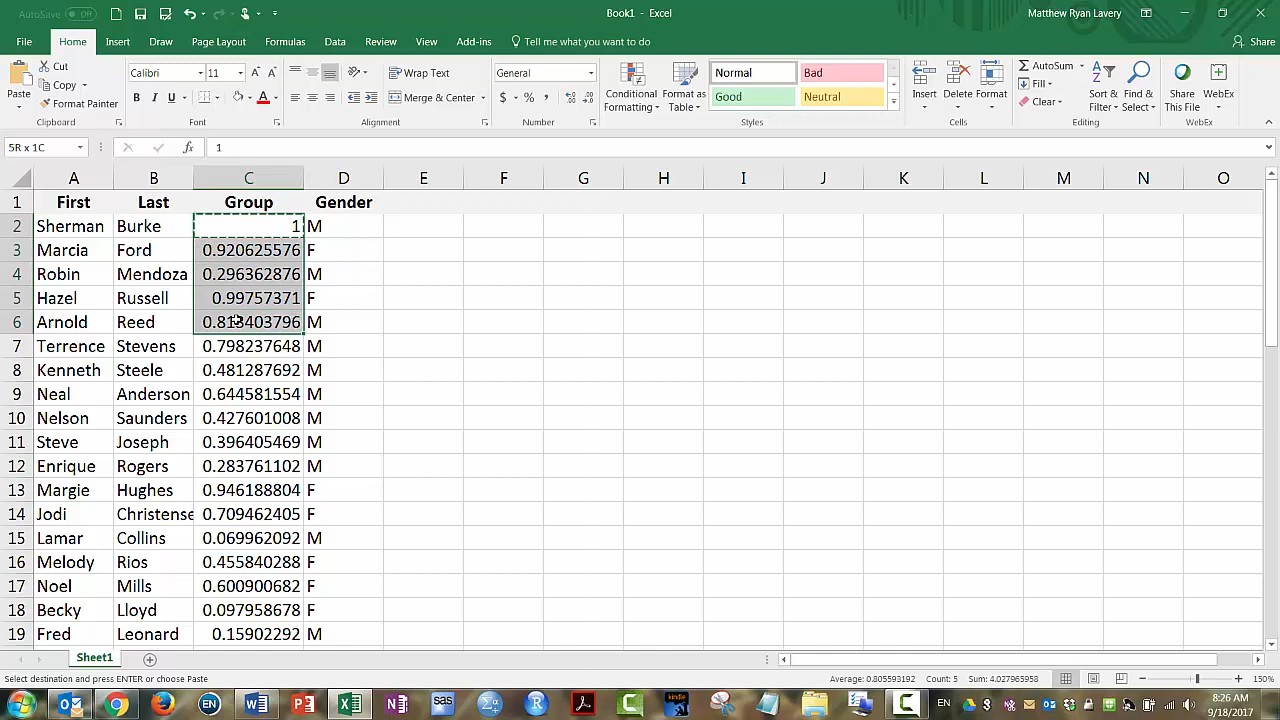 AutoSave Off
Book1 - Excel
Matthew Ryan Lavery
File Home Insert Draw Page Layout Formulas Data Review View Add-ins Tell me what you want to do Share
Paste Cut Copy Format Painter Clipboard
Calibri 11 B I U A Font
Wrap Text Merge & Center Alignment
General $ % , Number
Conditional Formatting Format as Table Normal Bad Good Neutral Styles
Insert Delete Format Cells
AutoSum Fill Clear Sort & Filter Find & Select Editing
Share This File WebEx WebEx
5R x 1C fx 1
A B C D E F G H I J K L M N O
1 First Last Group Gender
2 Sherman Burke 1 M
3 Marcia Ford 0.920625576 F
4 Robin Mendoza 0.296362876 M
5 Hazel Russell 0.99757371 F
6 Arnold Reed 0.813403796 M
7 Terrence Stevens 0.798237648 M
8 Kenneth Steele 0.481287692 M
9 Neal Anderson 0.644581554 M
10 Nelson Saunders 0.427601008 M
11 Steve Joseph 0.396405469 M
12 Enrique Rogers 0.283761102 M
13 Margie Hughes 0.946188804 F
14 Jodi Christense 0.709462405 F
15 Lamar Collins 0.069962092 M
16 Melody Rios 0.455840288 F
17 Noel Mills 0.600900682 F
18 Becky Lloyd 0.097958678 F
19 Fred Leonard 0.15902292 M
Sheet1
Select destination and press ENTER or choose Paste Average: 0.805593192 Count: 5 Sum: 4.027965958 150%
EN sas R kindle EN 8:26 AM
9/18/2017